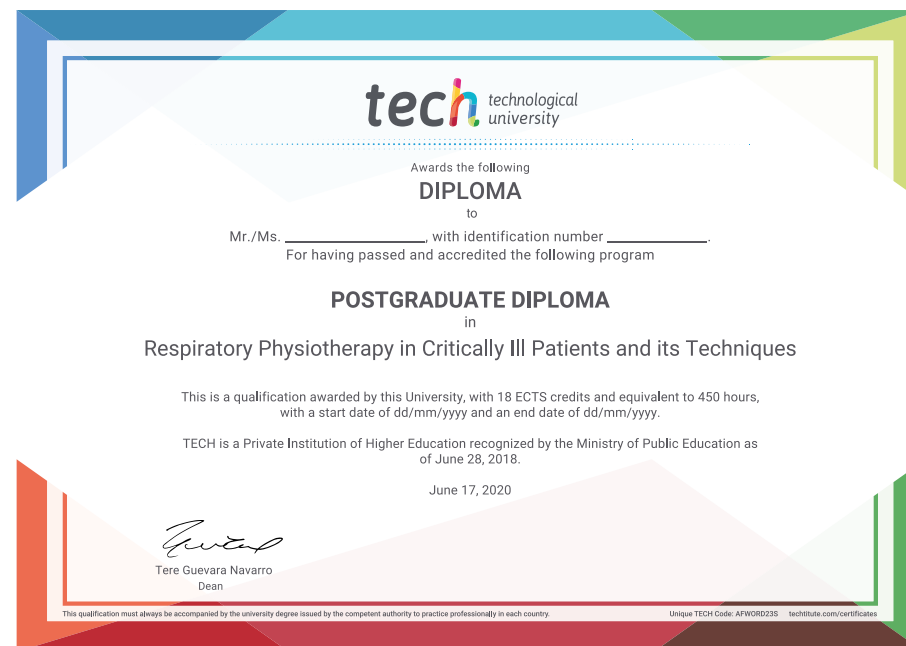 tech technological
university
Awards the following
DIPLOMA
to
Mr./Ms. ____________________, with identification number ______________.
For having passed and accredited the following program
POSTGRADUATE DIPLOMA
in
Respiratory Physiotherapy in Critically Ill Patients and its Techniques
This is a qualification awarded by this University, with 18 ECTS credits and equivalent to 450 hours,
with a start date of dd/mm/yyyy and an end date of dd/mm/yyyy.
TECH is a Private Institution of Higher Education recognized by the Ministry of Public Education as
of June 28, 2018.
June 17, 2020
Tere Guevara Navarro
Dean
This qualification must always be accompanied by the university degree issued by the competent authority to practice professionally in each country. Unique TECH Code: AFWORD23S techtitute.com/certificates